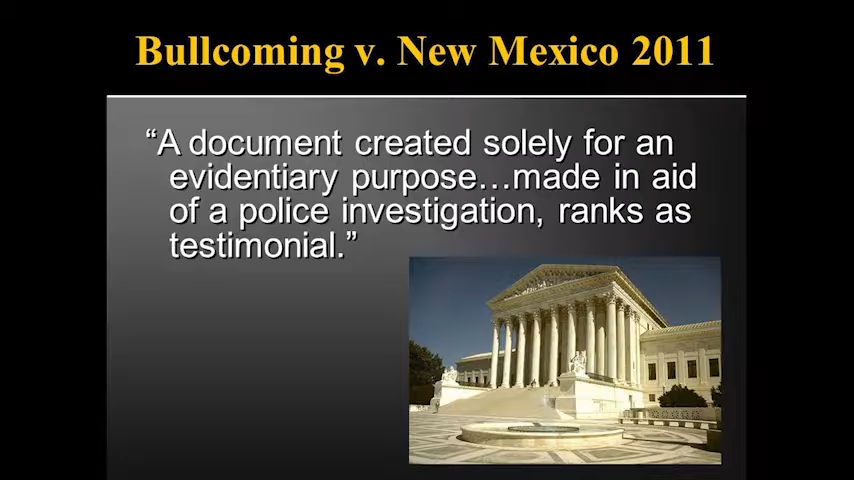 Bullcoming v. New Mexico 2011
“A document created solely for an
evidentiary purpose…made in aid
of a police investigation, ranks as
testimonial.”